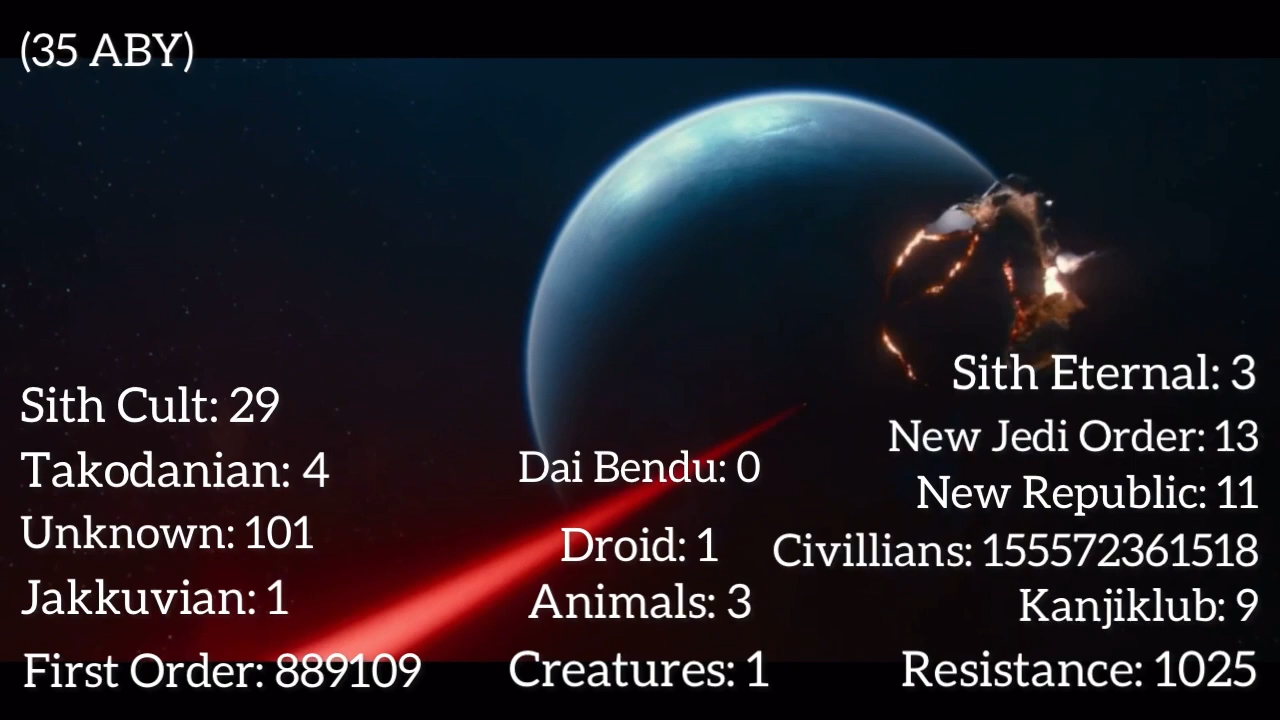 (35 ABY)
Sith Cult: 29
Takodanian: 4
Unknown: 101
Jakkuvian: 1
First Order: 889109
Dai Bendu: 0
Droid: 1
Animals: 3
Creatures: 1
Sith Eternal: 3
New Jedi Order: 13
New Republic: 11
Civillians: 155572361518
Kanjiklub: 9
Resistance: 1025